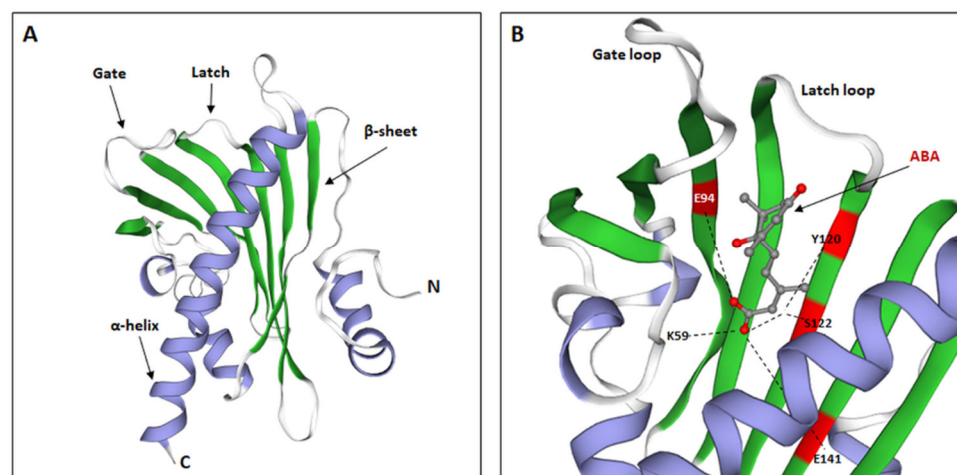 A
Gate
Latch
β-sheet
N
α-helix
C
B
Gate loop
Latch loop
ABA
E94
Y120
K59
S122
E141